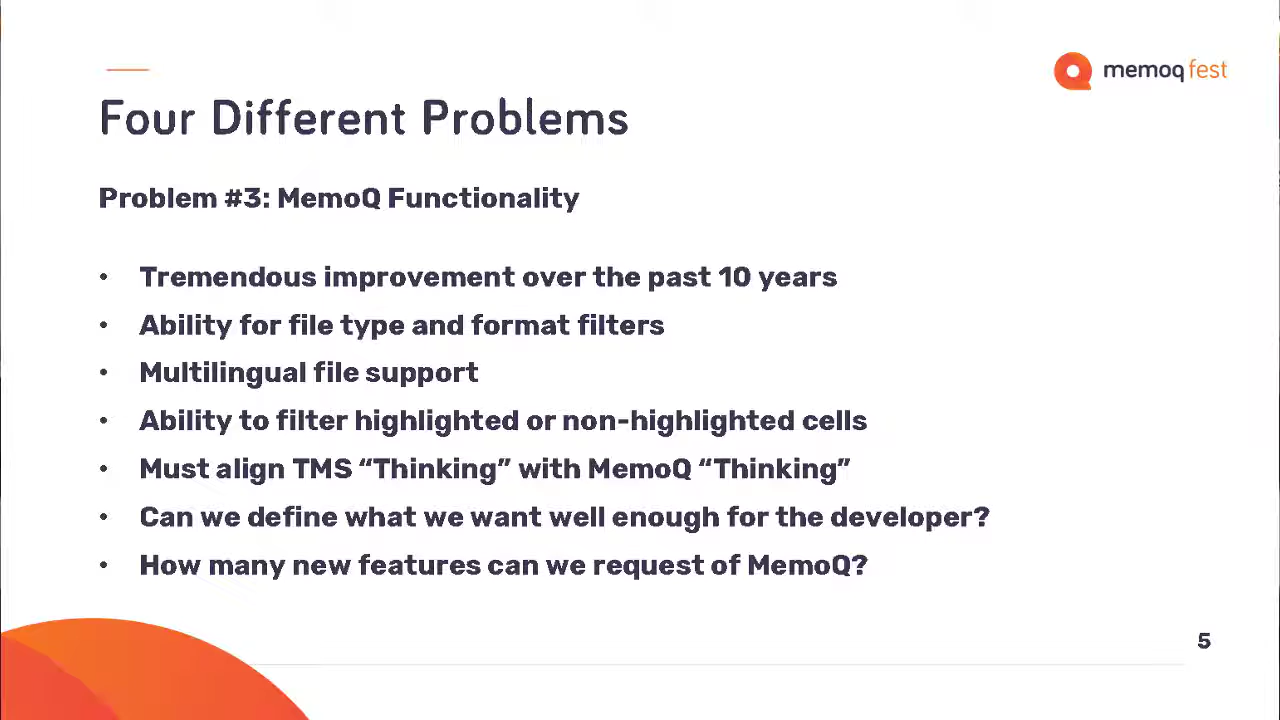 memoq fest
Four Different Problems
Problem #3: MemoQ Functionality
• Tremendous improvement over the past 10 years
• Ability for file type and format filters
• Multilingual file support
• Ability to filter highlighted or non-highlighted cells
• Must align TMS “Thinking” with MemoQ “Thinking”
• Can we define what we want well enough for the developer?
• How many new features can we request of MemoQ?
5